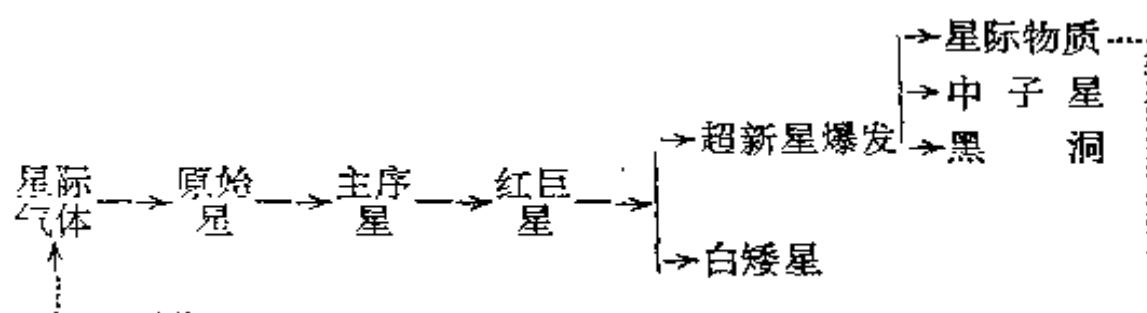 星际物质
中子星
超新星爆发
黑洞
星际气体
原始星
主序星
红巨星
白矮星